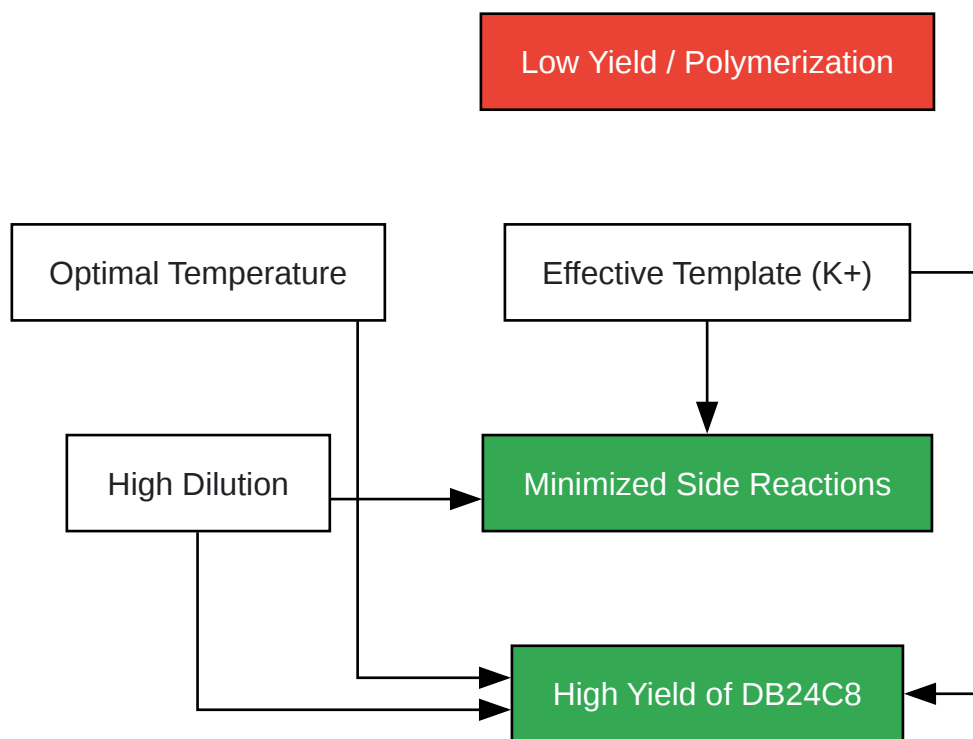 Low Yield / Polymerization
Optimal Temperature
Effective Template (K+)
High Dilution
Minimized Side Reactions
High Yield of DB24C8